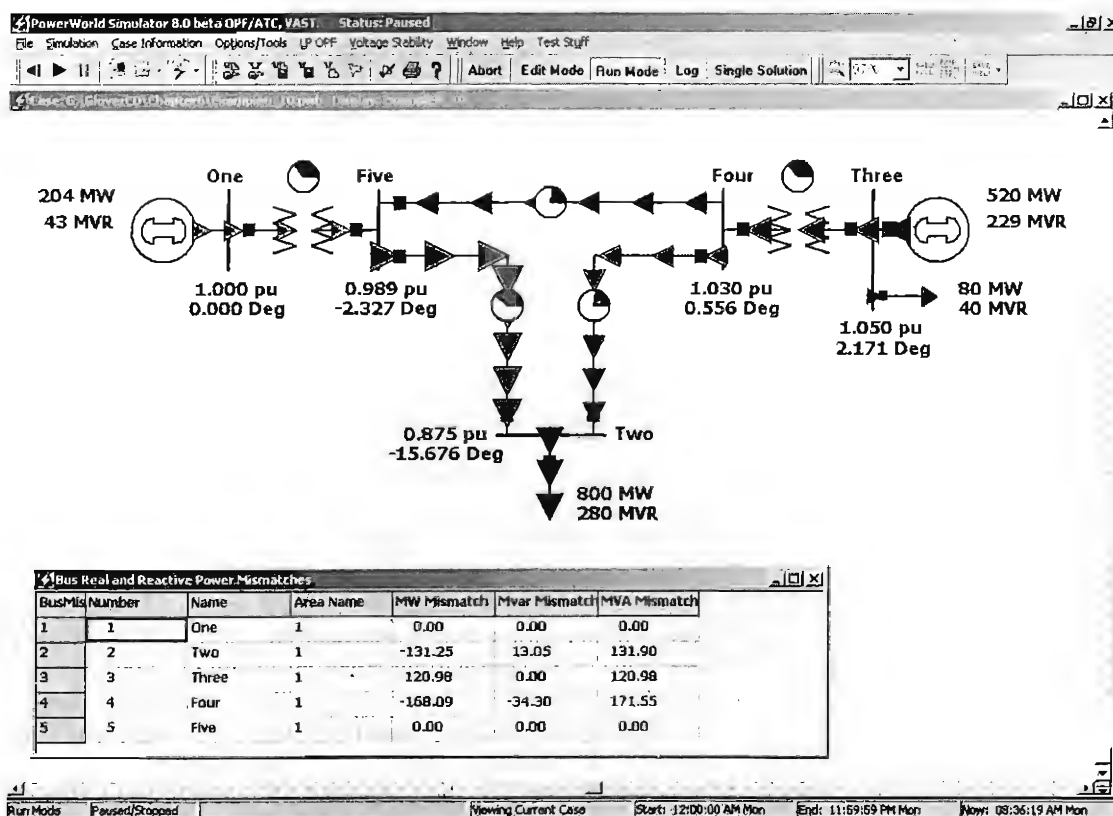 PowerWorld Simulator 8.0 beta OPF/ATC, VAST. Status: Paused
File Simulation Case Information Options/Tools LP OPF Voltage Stability Window Help Test Stuff
Abort Edit Mode Run Mode Log Single Solution
One Five Four Three
204 MW
43 MVR
520 MW
229 MVR
1.000 pu
0.000 Deg
0.989 pu
-2.327 Deg
1.030 pu
0.556 Deg
80 MW
40 MVR
1.050 pu
2.171 Deg
0.875 pu
-15.676 Deg
Two
800 MW
280 MVR
Bus Real and Reactive Power Mismatches
BusMis Number Name Area Name MW Mismatch Mvar Mismatch MVA Mismatch
1 1 One 1 0.00 0.00 0.00
2 2 Two 1 -131.25 13.05 131.90
3 3 Three 1 120.98 0.00 120.98
4 4 Four 1 -168.09 -34.30 171.55
5 5 Five 1 0.00 0.00 0.00
Run Mode Paused/Stopped Viewing Current Case Start: 12:00:00 AM Mon End: 11:59:59 PM Mon Now: 08:36:19 AM Mon